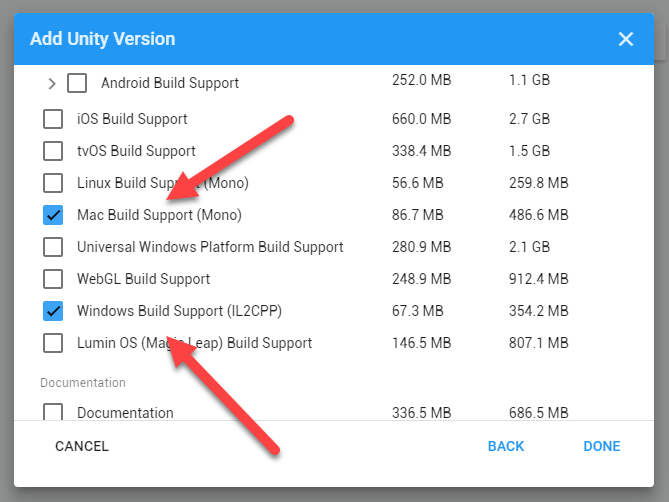 Add Unity Version
Android Build Support 252.0 MB 1.1 GB
iOS Build Support 660.0 MB 2.7 GB
tvOS Build Support 338.4 MB 1.5 GB
Linux Build Support (Mono) 56.6 MB 259.8 MB
Mac Build Support (Mono) 86.7 MB 486.6 MB
Universal Windows Platform Build Support 280.9 MB 2.1 GB
WebGL Build Support 248.9 MB 912.4 MB
Windows Build Support (IL2CPP) 67.3 MB 354.2 MB
Lumin OS (Magic Leap) Build Support 146.5 MB 807.1 MB
Documentation
Documentation 336.5 MB 686.5 MB
CANCEL BACK DONE